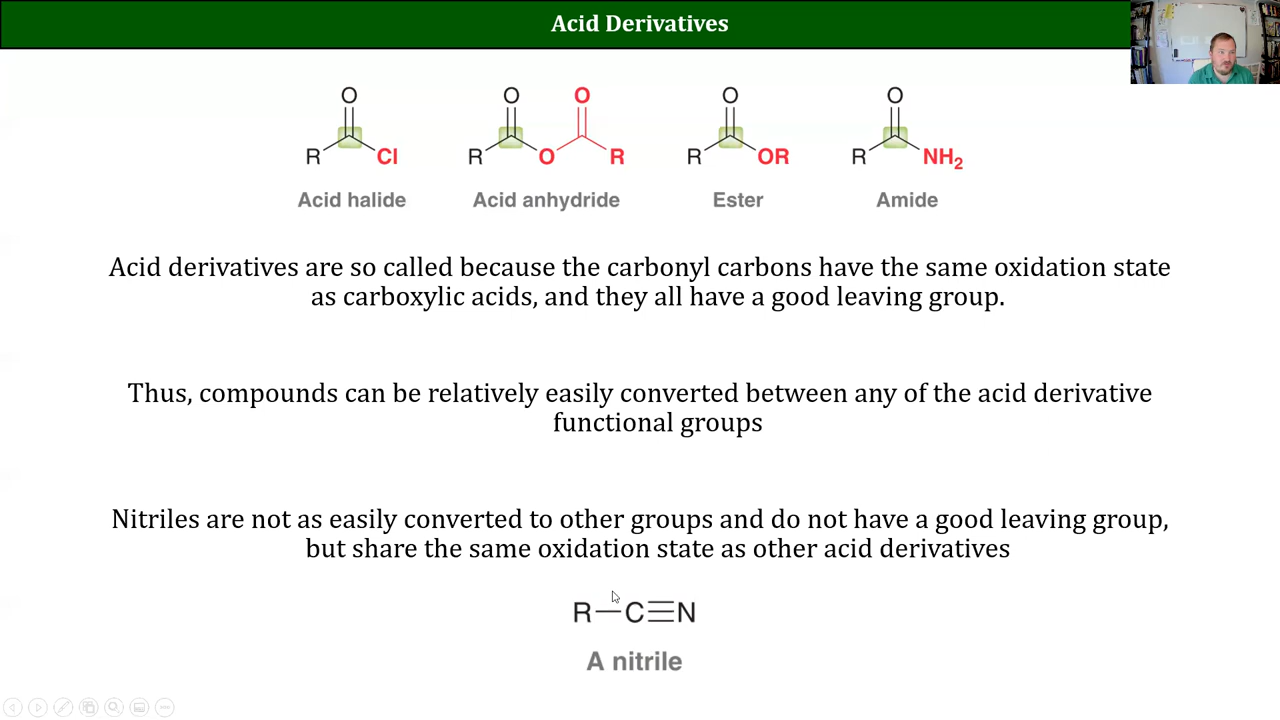 Acid Derivatives
O O O O O
R Cl R O R R OR R NH₂
Acid halide Acid anhydride Ester Amide
Acid derivatives are so called because the carbonyl carbons have the same oxidation state
as carboxylic acids, and they all have a good leaving group.
Thus, compounds can be relatively easily converted between any of the acid derivative
functional groups
Nitriles are not as easily converted to other groups and do not have a good leaving group,
but share the same oxidation state as other acid derivatives
R—C≡N
A nitrile